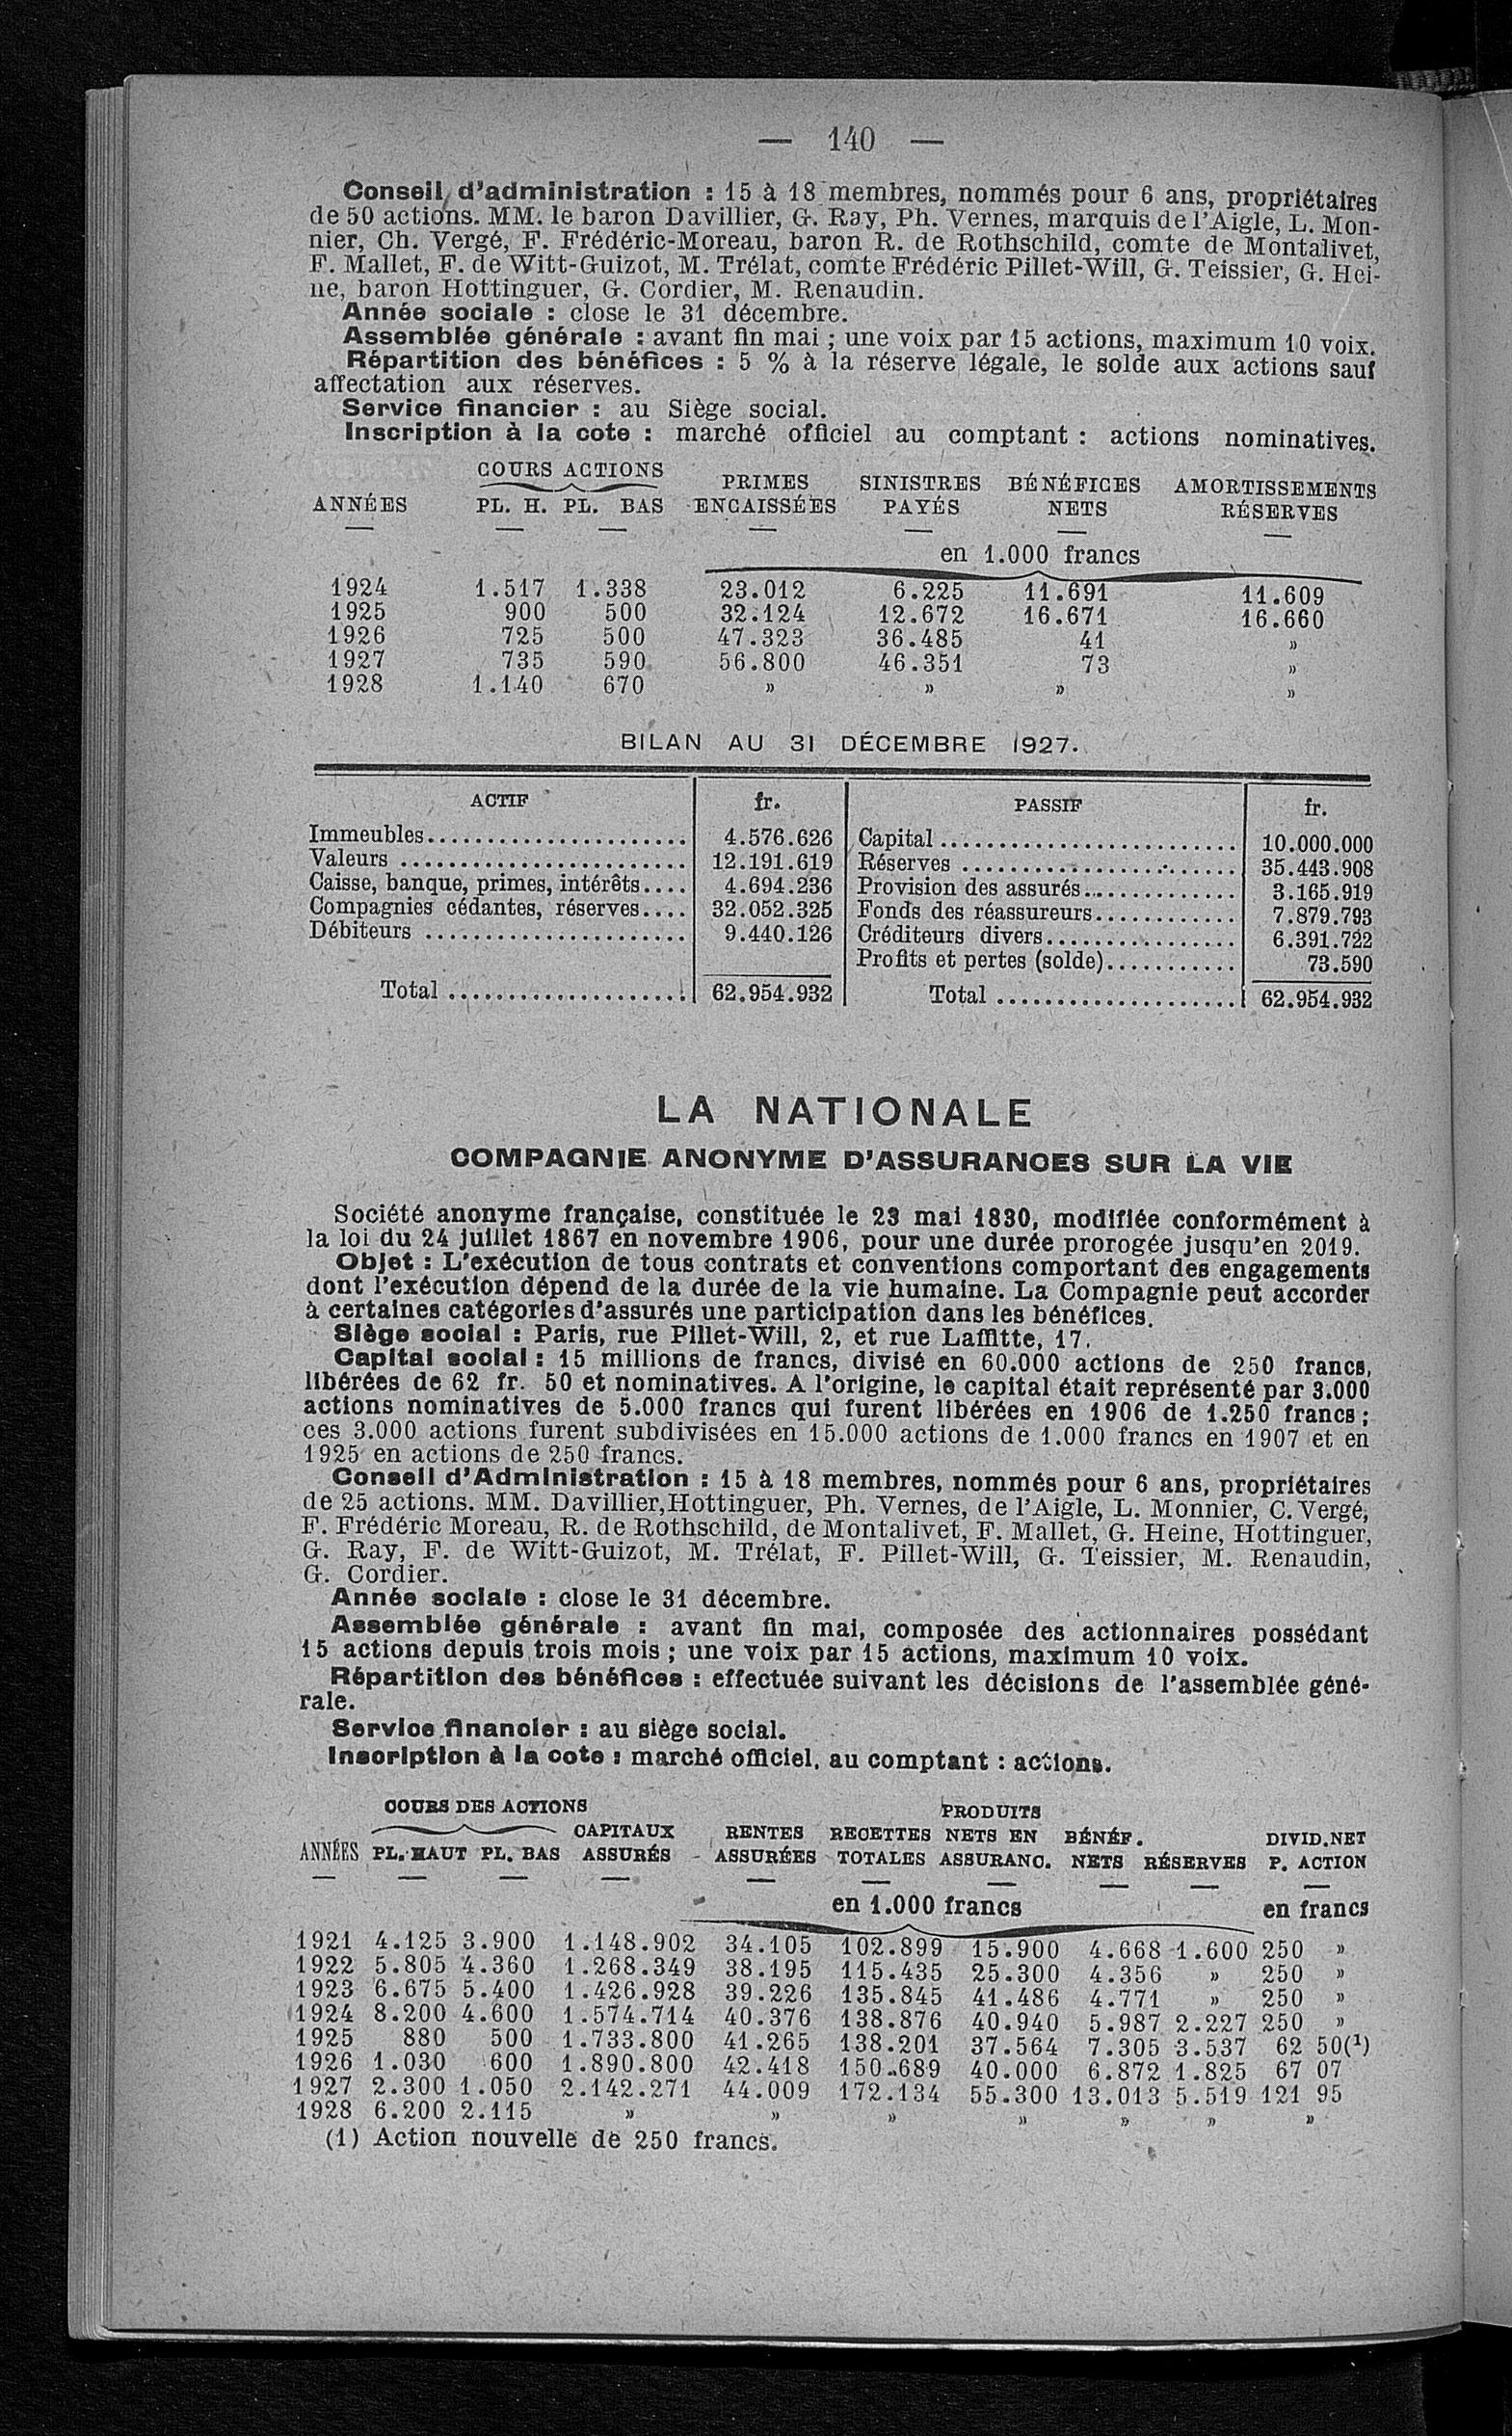 — 140 —
Conseil d'administration : 15 à 18 membres, nommés pour 6 ans, propriétaires
de 50 actions. MM. le baron Davillier, G. Ray, Ph. Vernes, marquis de l'Aigle, L. Mon-
nier, Ch. Vergé, F. Frédéric-Moreau, baron R. de Rothschild, comte de Montalivet,
F. Mallet, F. de Witt-Guizot, M. Trélat, comte Frédéric Pillet-Will, G. Teissier, G. Hei-
ne, baron Hottinguer, G. Cordier, M. Renaudin.
Année sociale : close le 31 décembre.
Assemblée générale : avant fin mai ; une voix par 15 actions, maximum 10 voix.
Répartition des bénéfices : 5 % à la réserve légale, le solde aux actions sauf
affectation aux réserves.
Service financier : au Siège social.
Inscription à la cote : marché officiel au comptant : actions nominatives.
COURS ACTIONS PRIMES SINISTRES BÉNÉFICES AMORTISSEMENTS
ANNÉES PL. H. PL. BAS ENCAISSÉES PAYÉS NETS RÉSERVES
en 1.000 francs
1924 1.517 1.338 23.012 6.225 11.691 11.609
1925 900 500 32.124 12.672 16.671 16.660
1926 725 500 47.323 36.485 41 »
1927 735 590 56.800 46.351 73 »
1928 1.140 670 » » » »
BILAN AU 31 DÉCEMBRE 1927.
ACTIF fr. PASSIF fr.
Immeubles 4.576.626 Capital 10.000.000
Valeurs 12.191.619 Réserves 35.443.908
Caisse, banque, primes, intérêts 4.694.236 Provision des assurés 3.165.919
Compagnies cédantes, réserves 32.052.325 Fonds des réassureurs 7.879.793
Débiteurs 9.440.126 Créditeurs divers 6.391.722
Profits et pertes (solde) 73.590
Total 62.954.932 Total 62.954.932
LA NATIONALE
COMPAGNIE ANONYME D'ASSURANCES SUR LA VIE
Société anonyme française, constituée le 23 mai 1830, modifiée conformément à
la loi du 24 juillet 1867 en novembre 1906, pour une durée prorogée jusqu'en 2019.
Objet : L'exécution de tous contrats et conventions comportant des engagements
dont l'exécution dépend de la durée de la vie humaine. La Compagnie peut accorder
à certaines catégories d'assurés une participation dans les bénéfices.
Siège social : Paris, rue Pillet-Will, 2, et rue Laffitte, 17.
Capital social : 15 millions de francs, divisé en 60.000 actions de 250 francs,
libérées de 62 fr. 50 et nominatives. A l'origine, le capital était représenté par 3.000
actions nominatives de 5.000 francs qui furent libérées en 1906 de 1.250 francs ;
ces 3.000 actions furent subdivisées en 15.000 actions de 1.000 francs en 1907 et en
1925 en actions de 250 francs.
Conseil d'Administration : 15 à 18 membres, nommés pour 6 ans, propriétaires
de 25 actions. MM. Davillier, Hottinguer, Ph. Vernes, de l'Aigle, L. Monnier, C. Vergé,
F. Frédéric Moreau, R. de Rothschild, de Montalivet, F. Mallet, G. Heine, Hottinguer,
G. Ray, F. de Witt-Guizot, M. Trélat, F. Pillet-Will, G. Teissier, M. Renaudin,
G. Cordier.
Année sociale : close le 31 décembre.
Assemblée générale : avant fin mai, composée des actionnaires possédant
15 actions depuis trois mois ; une voix par 15 actions, maximum 10 voix.
Répartition des bénéfices : effectuée suivant les décisions de l'assemblée géné-
rale.
Service financier : au siège social.
Inscription à la cote : marché officiel, au comptant : actions.
COURS DES ACTIONS PRODUITS
CAPITAUX RENTES RECETTES NETS EN BÉNÉF. DIVID. NET
ANNÉES PL. HAUT PL. BAS ASSURÉS ASSURÉES TOTALES ASSURANC. NETS RÉSERVES P. ACTION
en 1.000 francs en francs
1921 4.125 3.900 1.148.902 34.105 102.899 15.900 4.668 1.600 250 »
1922 5.805 4.360 1.268.349 38.195 115.435 25.300 4.356 » 250 »
1923 6.675 5.400 1.426.928 39.226 135.845 41.486 4.771 » 250 »
1924 8.200 4.600 1.574.714 40.376 138.876 40.940 5.987 2.227 250 »
1925 880 500 1.733.800 41.265 138.201 37.564 7.305 3.537 62 50(1)
1926 1.030 600 1.890.800 42.418 150.689 40.000 6.872 1.825 67 07
1927 2.300 1.050 2.142.271 44.009 172.134 55.300 13.013 5.519 121 95
1928 6.200 2.115 » » » » » » »
(1) Action nouvelle de 250 francs.